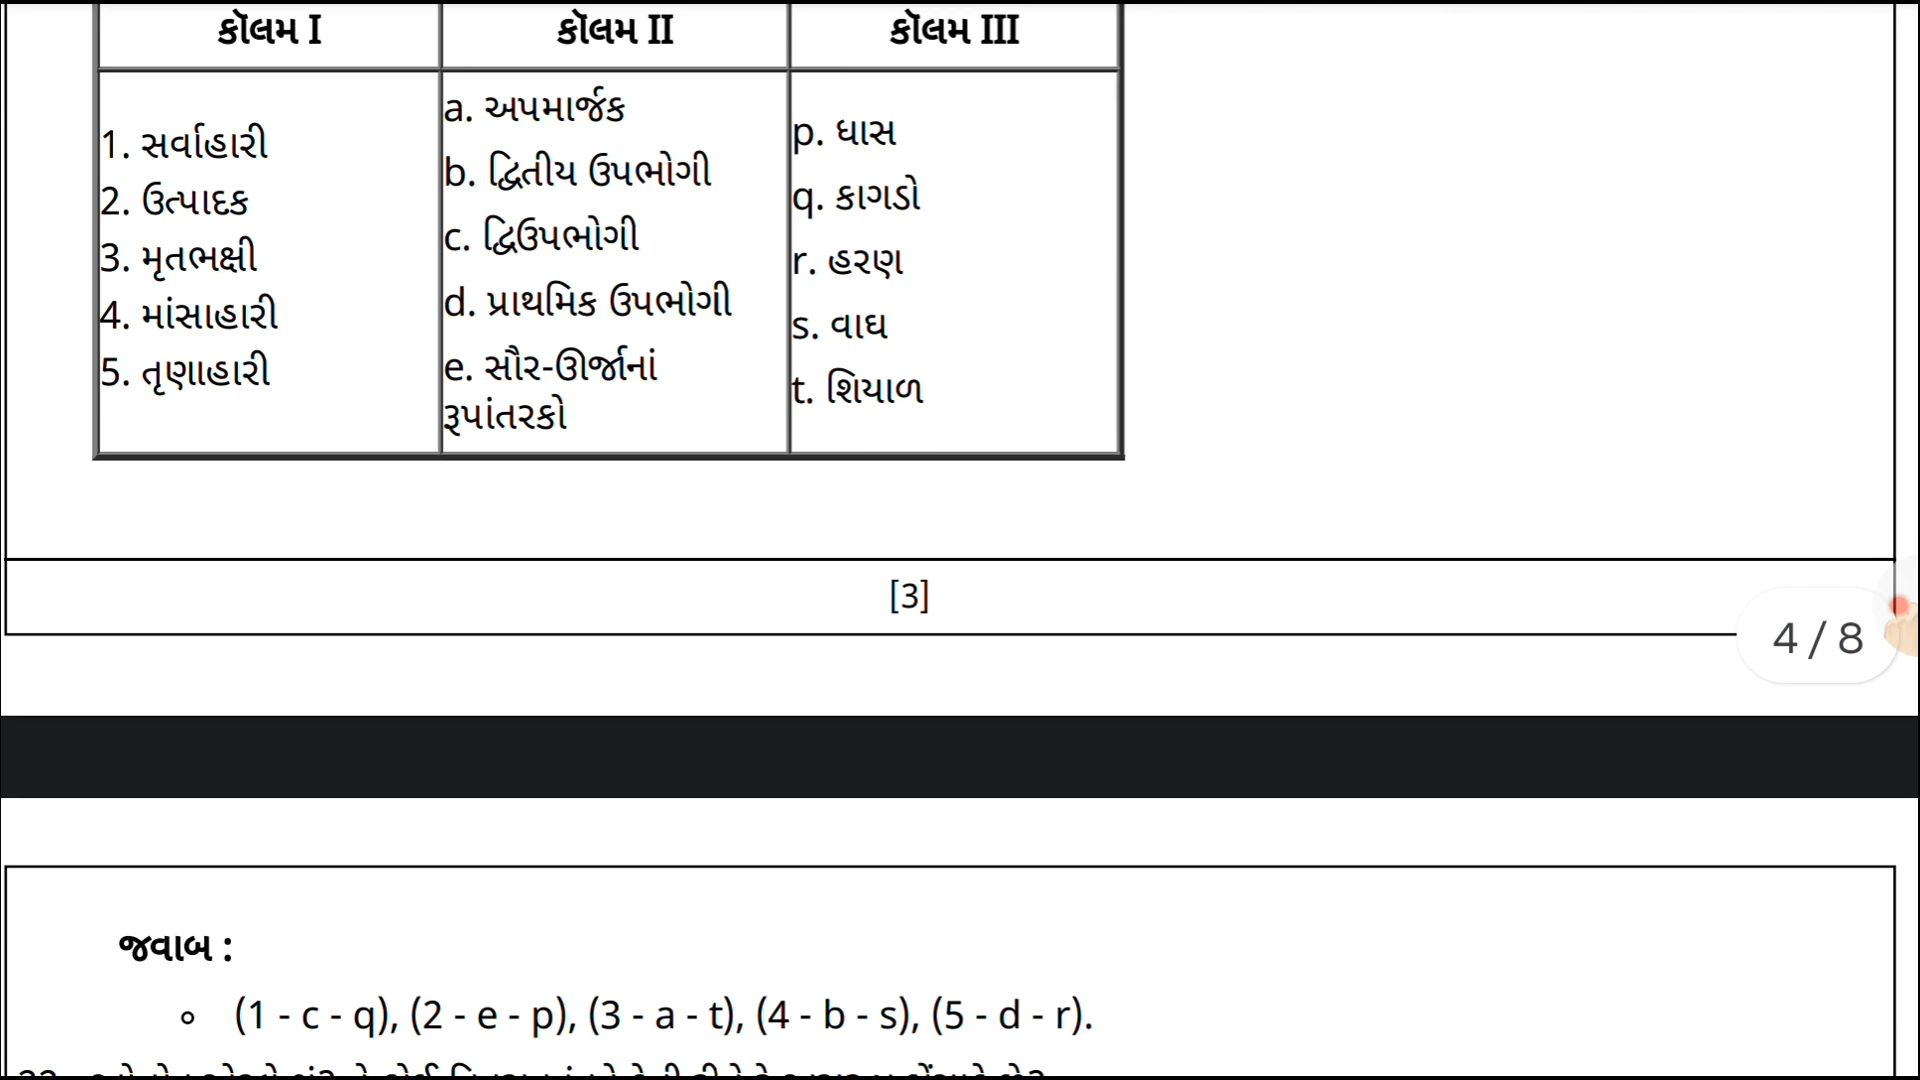 કૉલમ I કૉલમ II કૉલમ III
1. સર્વાહારી
2. ઉત્પાદક
3. મૃતભક્ષી
4. માંસાહારી
5. તૃણાહારી
a. અપમાર્જક
b. દ્વિતીય ઉપભોગી
c. દ્વિઉપભોગી
d. પ્રાથમિક ઉપભોગી
e. સૌર-ઊર્જાનાં
રૂપાંતરકો
p. ધાસ
q. કાગડો
r. હરણ
s. વાઘ
t. શિયાળ
[3]
4 / 8
જવાબ :
(1 - c - q), (2 - e - p), (3 - a - t), (4 - b - s), (5 - d - r).